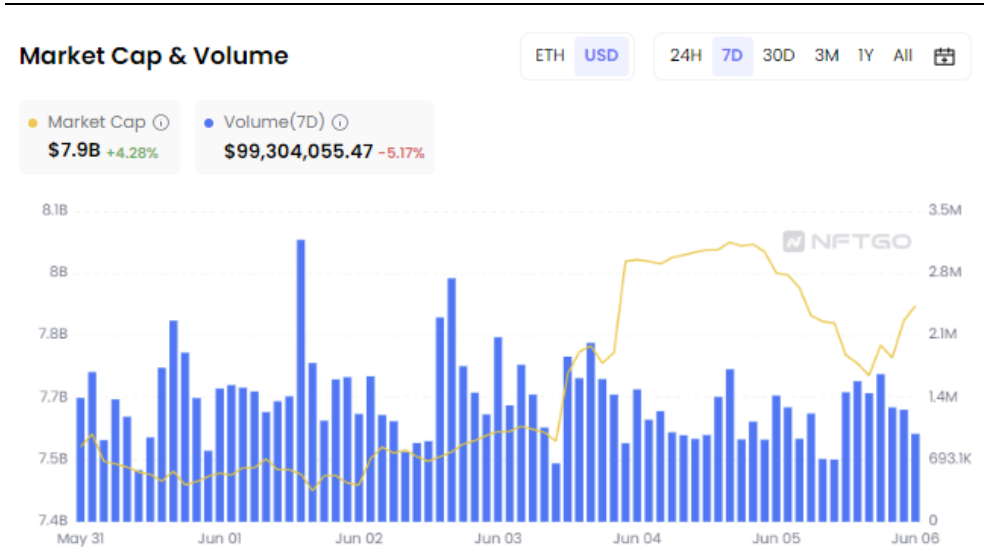 Market Cap & Volume
ETH USD
24H 7D 30D 3M 1Y All
Market Cap
$7.9B +4.28%
Volume(7D)
$99,304,055.47 -5.17%
8.1B 3.5M
NFTGO
8B 2.8M
7.8B 2.1M
7.7B 1.4M
7.5B 693.1K
7.4B 0
May 31 Jun 01 Jun 02 Jun 03 Jun 04 Jun 05 Jun 06